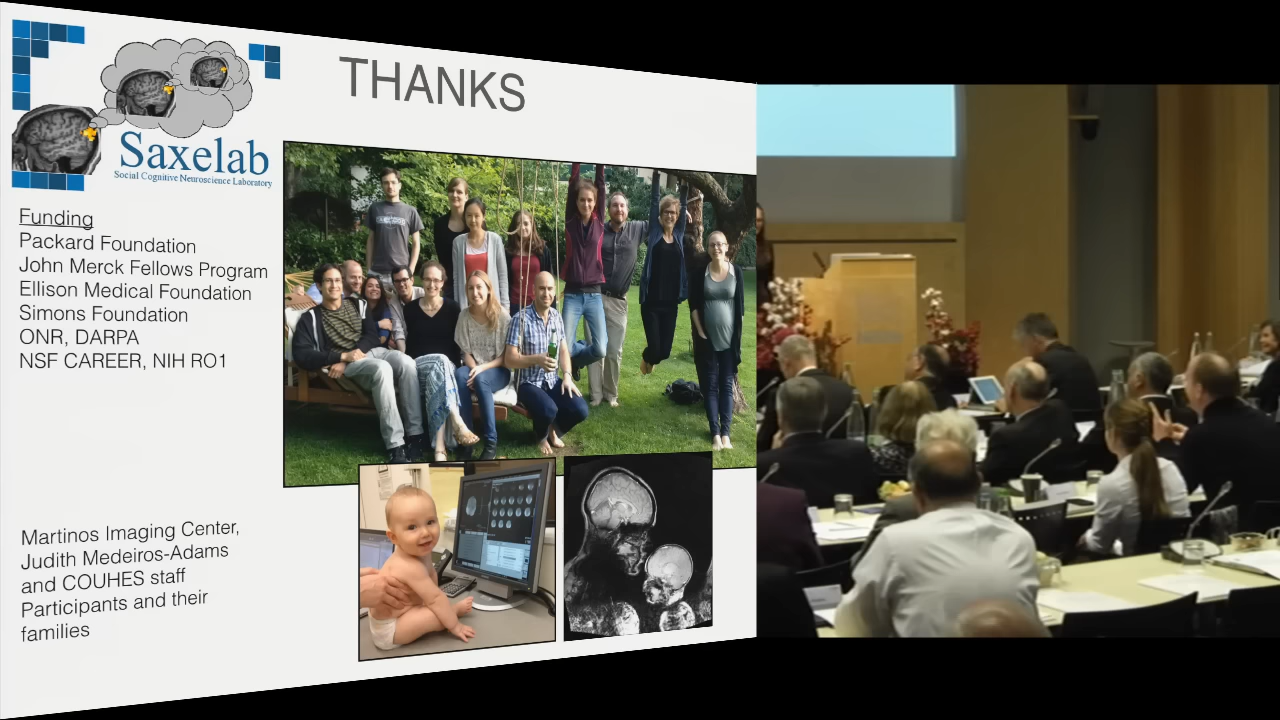 THANKS
Saxelab
Social Cognitive Neuroscience Laboratory
Funding
Packard Foundation
John Merck Fellows Program
Ellison Medical Foundation
Simons Foundation
ONR, DARPA
NSF CAREER, NIH RO1
Martinos Imaging Center,
Judith Medeiros-Adams
and COUHES staff
Participants and their
families